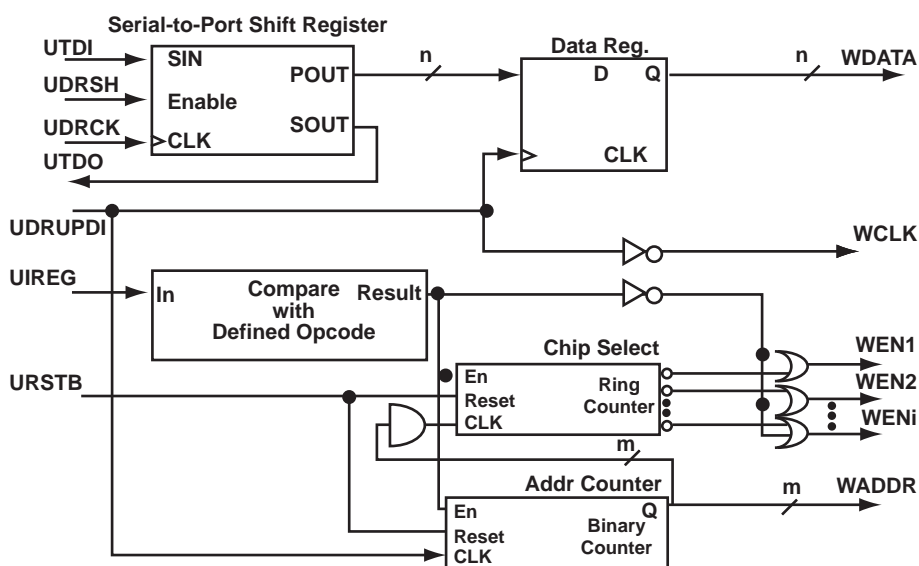 Serial-to-Port Shift Register
UTDI
SIN
POUT
n
Data Reg.
D Q
n
WDATA
UDRSH
Enable
SOUT
UDRCK
CLK
CLK
UTDO
UDRUPDI
WCLK
UIREG
In
Compare
with
Defined Opcode
Result
Chip Select
WEN1
En
Ring
Counter
WEN2
URSTB
Reset
CLK
WENi
m
Addr Counter
m
WADDR
En
Q
Reset
Binary
Counter
CLK